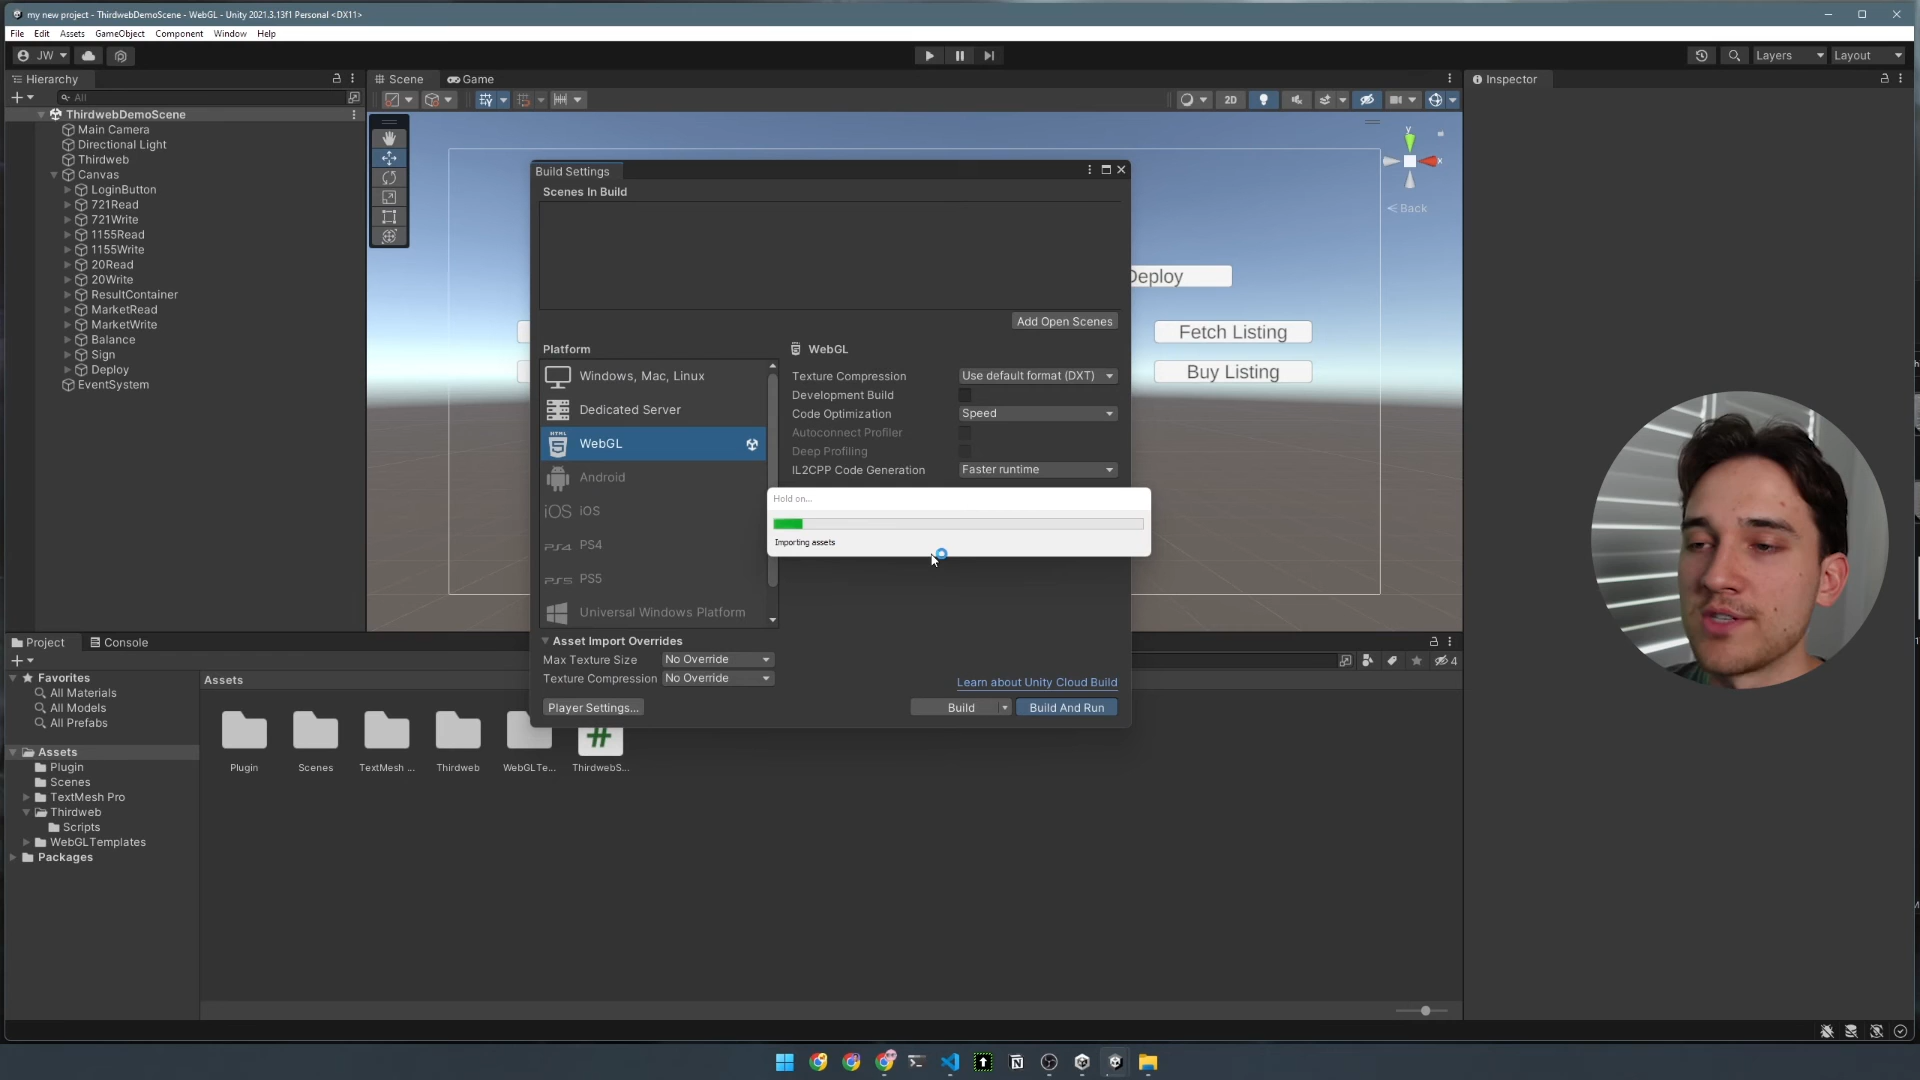 my new project - ThirdwebDemoScene - WebGL - Unity 2021.3.13f1 Personal <DX11>
File Edit Assets GameObject Component Window Help
JW
Layers
Layout
Hierarchy
Scene
Game
Inspector
All
2D
ThirdwebDemoScene
Main Camera
Directional Light
Thirdweb
Canvas
LoginButton
721Read
721Write
1155Read
1155Write
20Read
20Write
ResultContainer
MarketRead
MarketWrite
Balance
Sign
Deploy
EventSystem
y
x
Back
Deploy
Fetch Listing
Buy Listing
Build Settings
Scenes In Build
Add Open Scenes
Platform
Windows, Mac, Linux
Dedicated Server
HTML
5
WebGL
Android
iOS iOS
PS4 PS4
PS5 PS5
Universal Windows Platform
WebGL
Texture Compression Use default format (DXT)
Development Build
Code Optimization Speed
Autoconnect Profiler
Deep Profiling
IL2CPP Code Generation Faster runtime
Hold on...
Importing assets
Asset Import Overrides
Max Texture Size No Override
Texture Compression No Override
Learn about Unity Cloud Build
Player Settings...
Build
Build And Run
Project
Console
4
Favorites
All Materials
All Models
All Prefabs
Assets
Plugin
Scenes
TextMesh Pro
Thirdweb
Scripts
WebGLTemplates
Packages
Assets
Plugin
Scenes
TextMesh ...
Thirdweb
WebGLTe...
#
ThirdwebS...